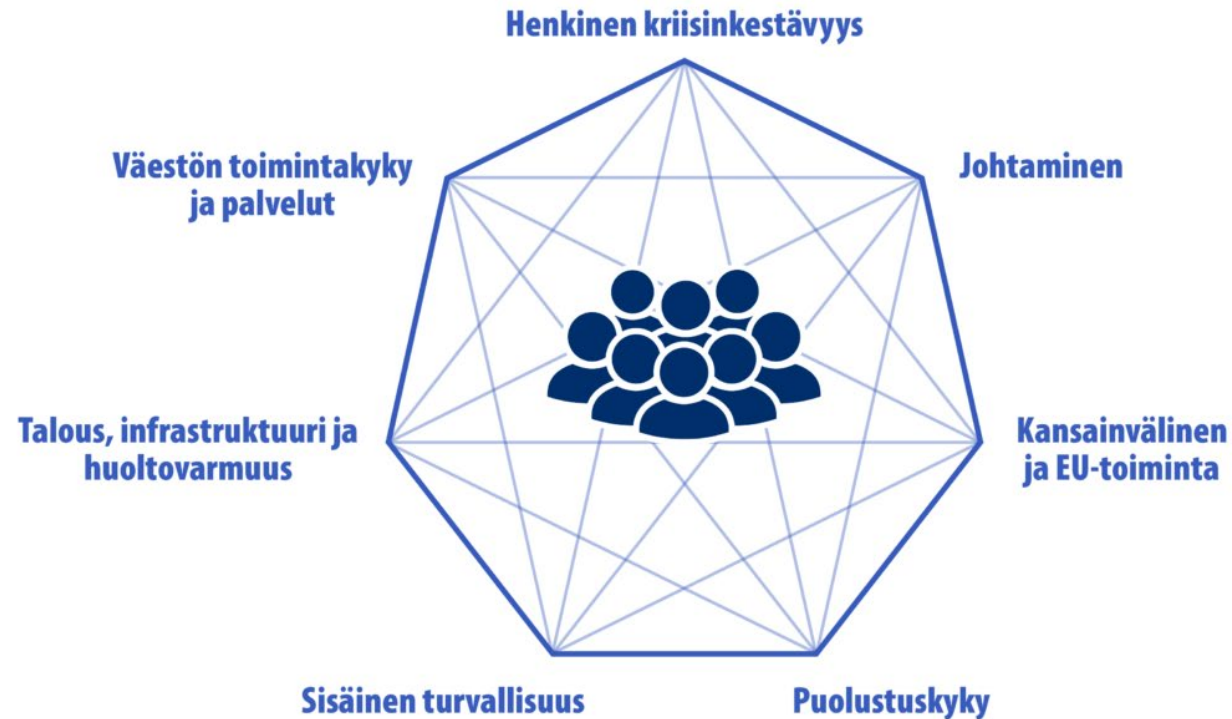 Henkinen kriisinkestävyys
Väestön toimintakyky
ja palvelut
Johtaminen
Talous, infrastruktuuri ja
huoltovarmuus
Kansainvälinen
ja EU-toiminta
Sisäinen turvallisuus
Puolustuskyky